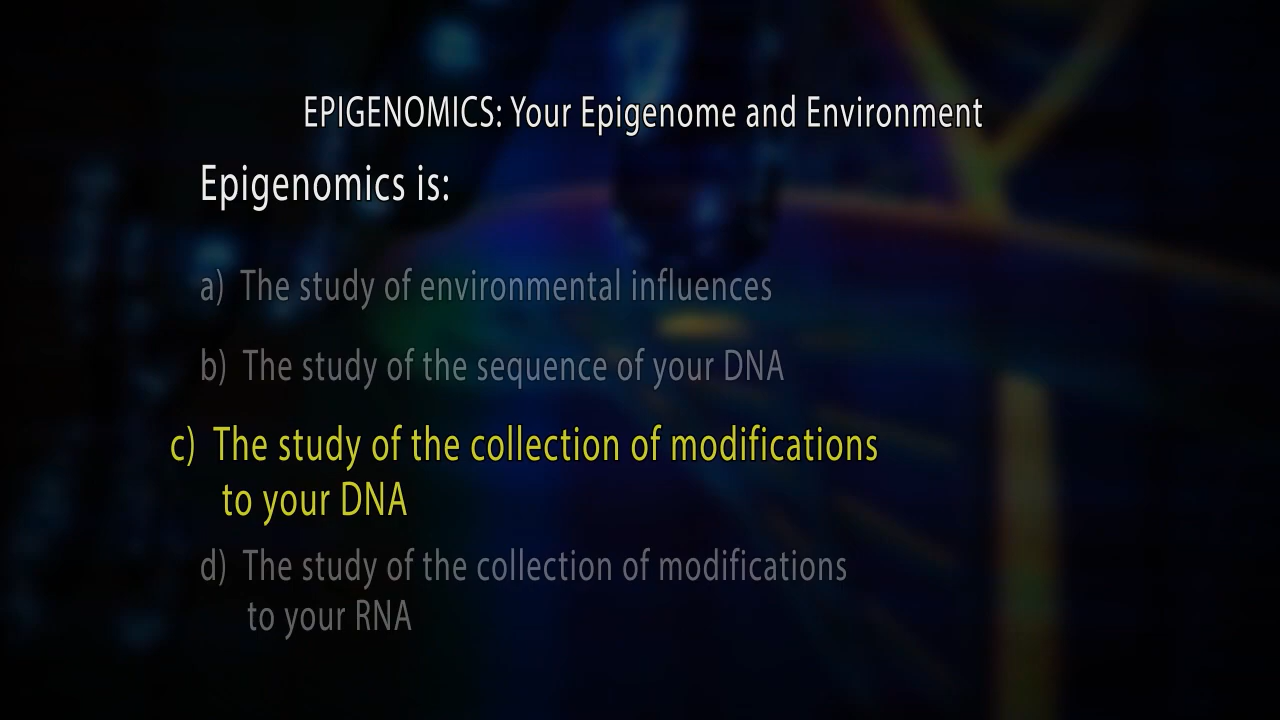 EPIGENOMICS: Your Epigenome and Environment
Epigenomics is:
a) The study of environmental influences
b) The study of the sequence of your DNA
c) The study of the collection of modifications
to your DNA
d) The study of the collection of modifications
to your RNA